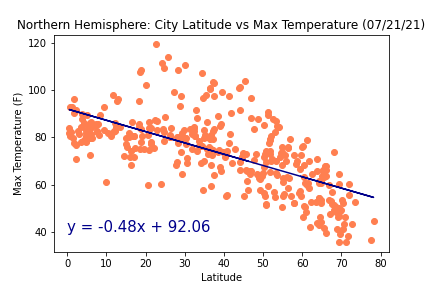 Northern Hemisphere: City Latitude vs Max Temperature (07/21/21)
120
100
80
60
40
Max Temperature (F)
y = -0.48x + 92.06
0 10 20 30 40 50 60 70 80
Latitude